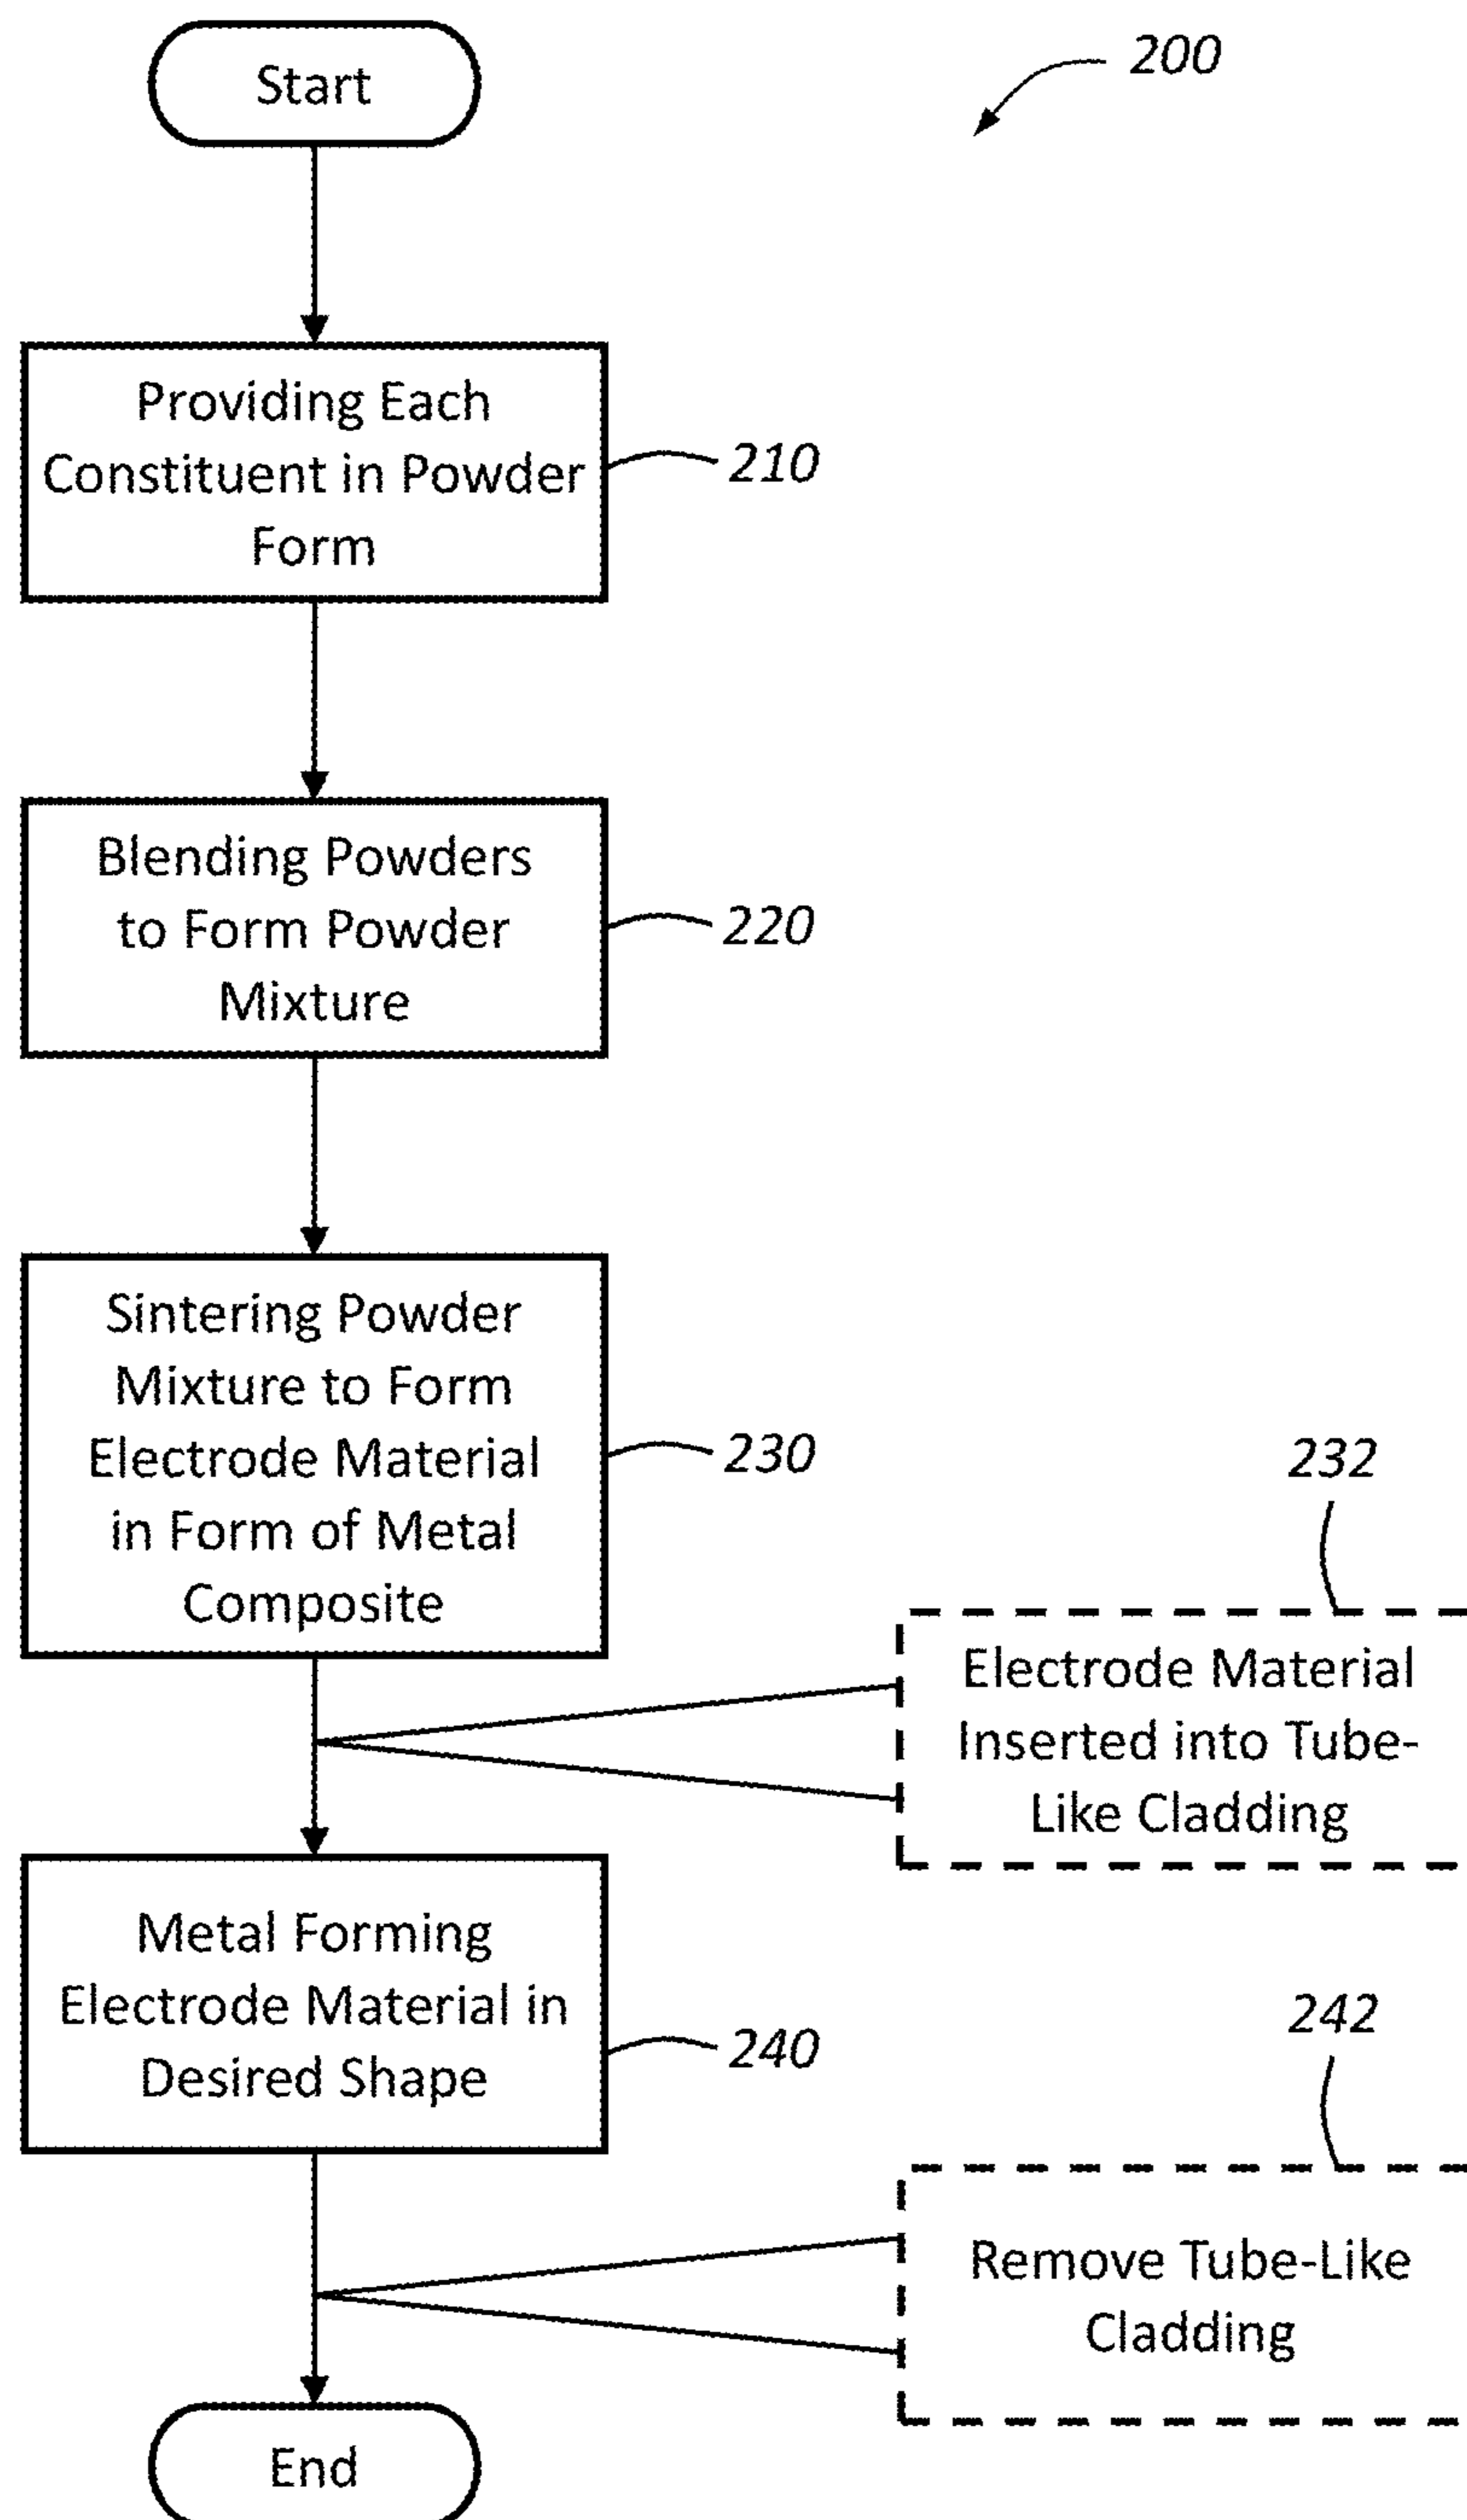 Start
200
Providing Each
Constituent in Powder
Form
210
Blending Powders
to Form Powder
Mixture
220
Sintering Powder
Mixture to Form
Electrode Material
in Form of Metal
Composite
230
232
Electrode Material
Inserted into Tube-
Like Cladding
Metal Forming
Electrode Material in
Desired Shape
240
242
Remove Tube-Like
Cladding
End